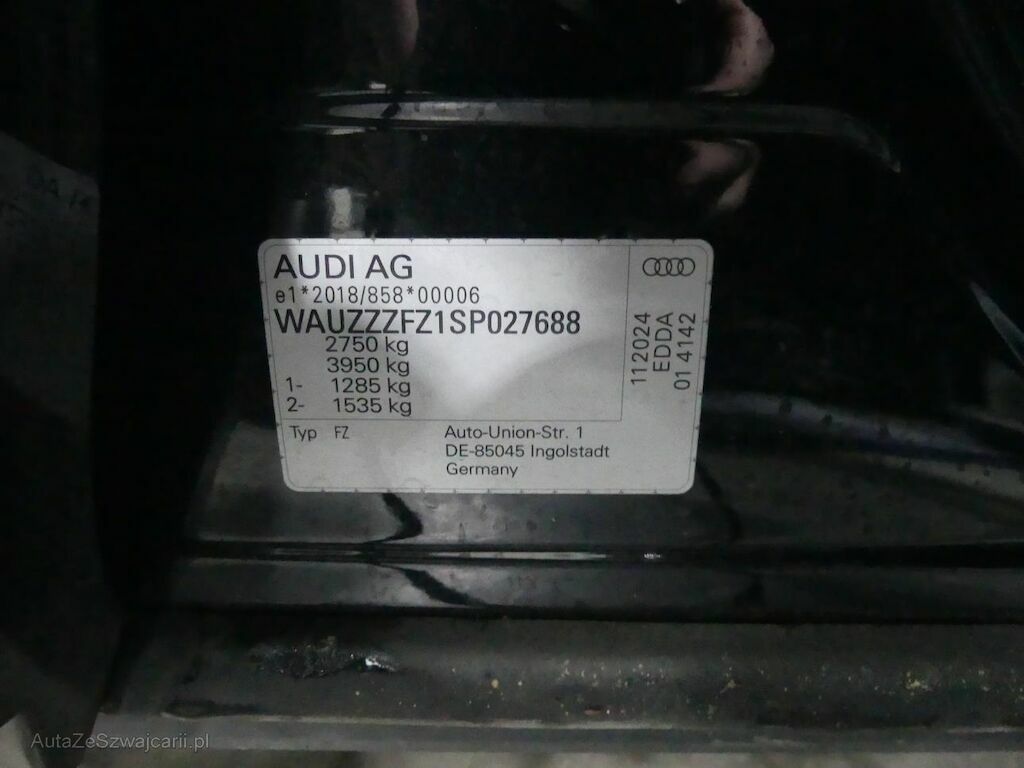 AUDI AG
e1*2018/858*00006
WAUZZZFZ1SP027688
2750 kg
3950 kg
1- 1285 kg
2- 1535 kg
Typ FZ
Auto-Union-Str. 1
DE-85045 Ingolstadt
Germany
112024
EDDA
01 4142
AutaZeSzwajcarii.pl